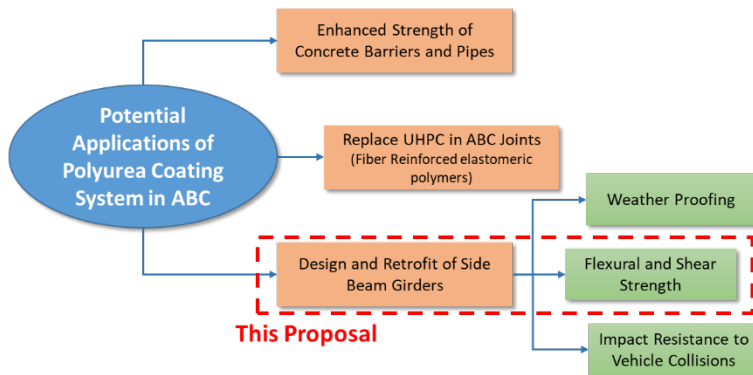 Enhanced Strength of
Concrete Barriers and Pipes
Potential
Applications of
Polyurea Coating
System in ABC
Replace UHPC in ABC Joints
(Fiber Reinforced elastomeric
polymers)
Weather Proofing
Design and Retrofit of Side
Beam Girders
Flexural and Shear
Strength
This Proposal
Impact Resistance to
Vehicle Collisions